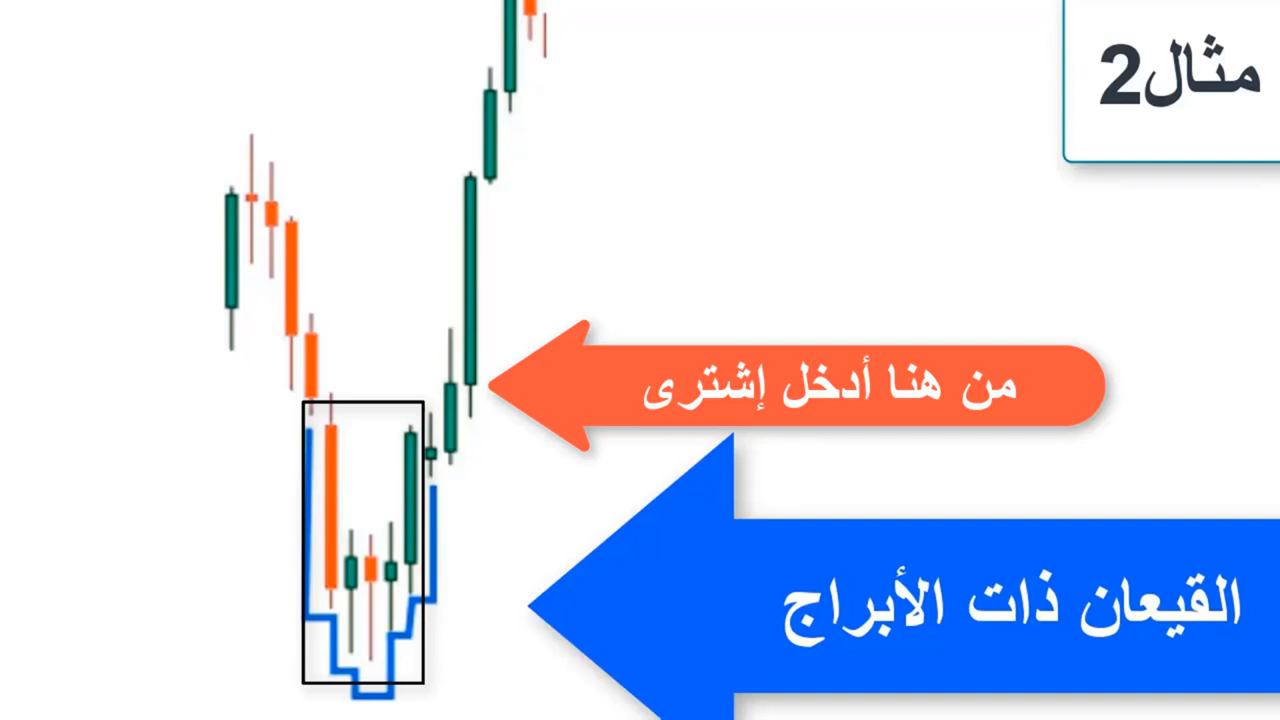 مثال2
من هنا أدخل إشترى
القيعان ذات الأبراج